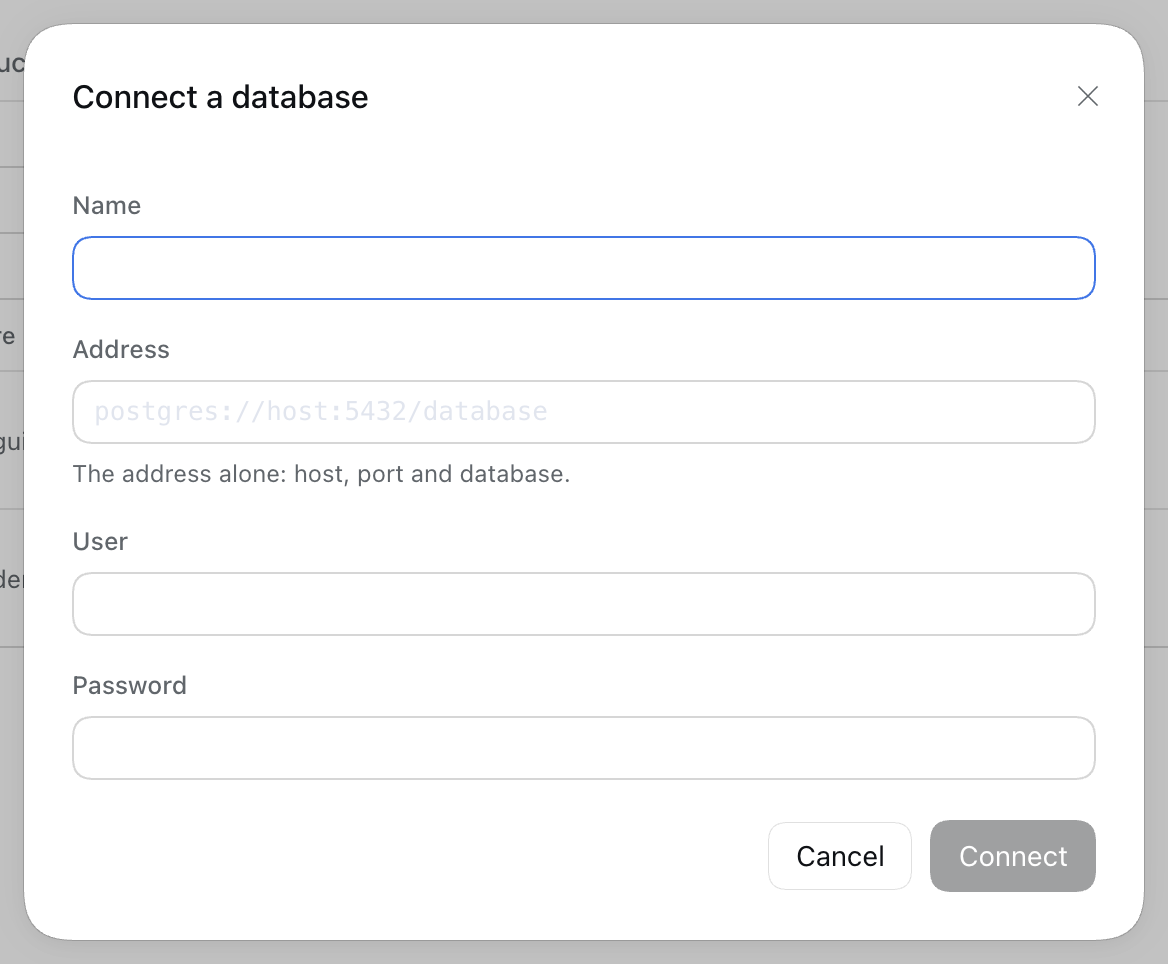 Connect a database
Name
Address
postgres://host:5432/database
The address alone: host, port and database.
User
Password
Cancel
Connect